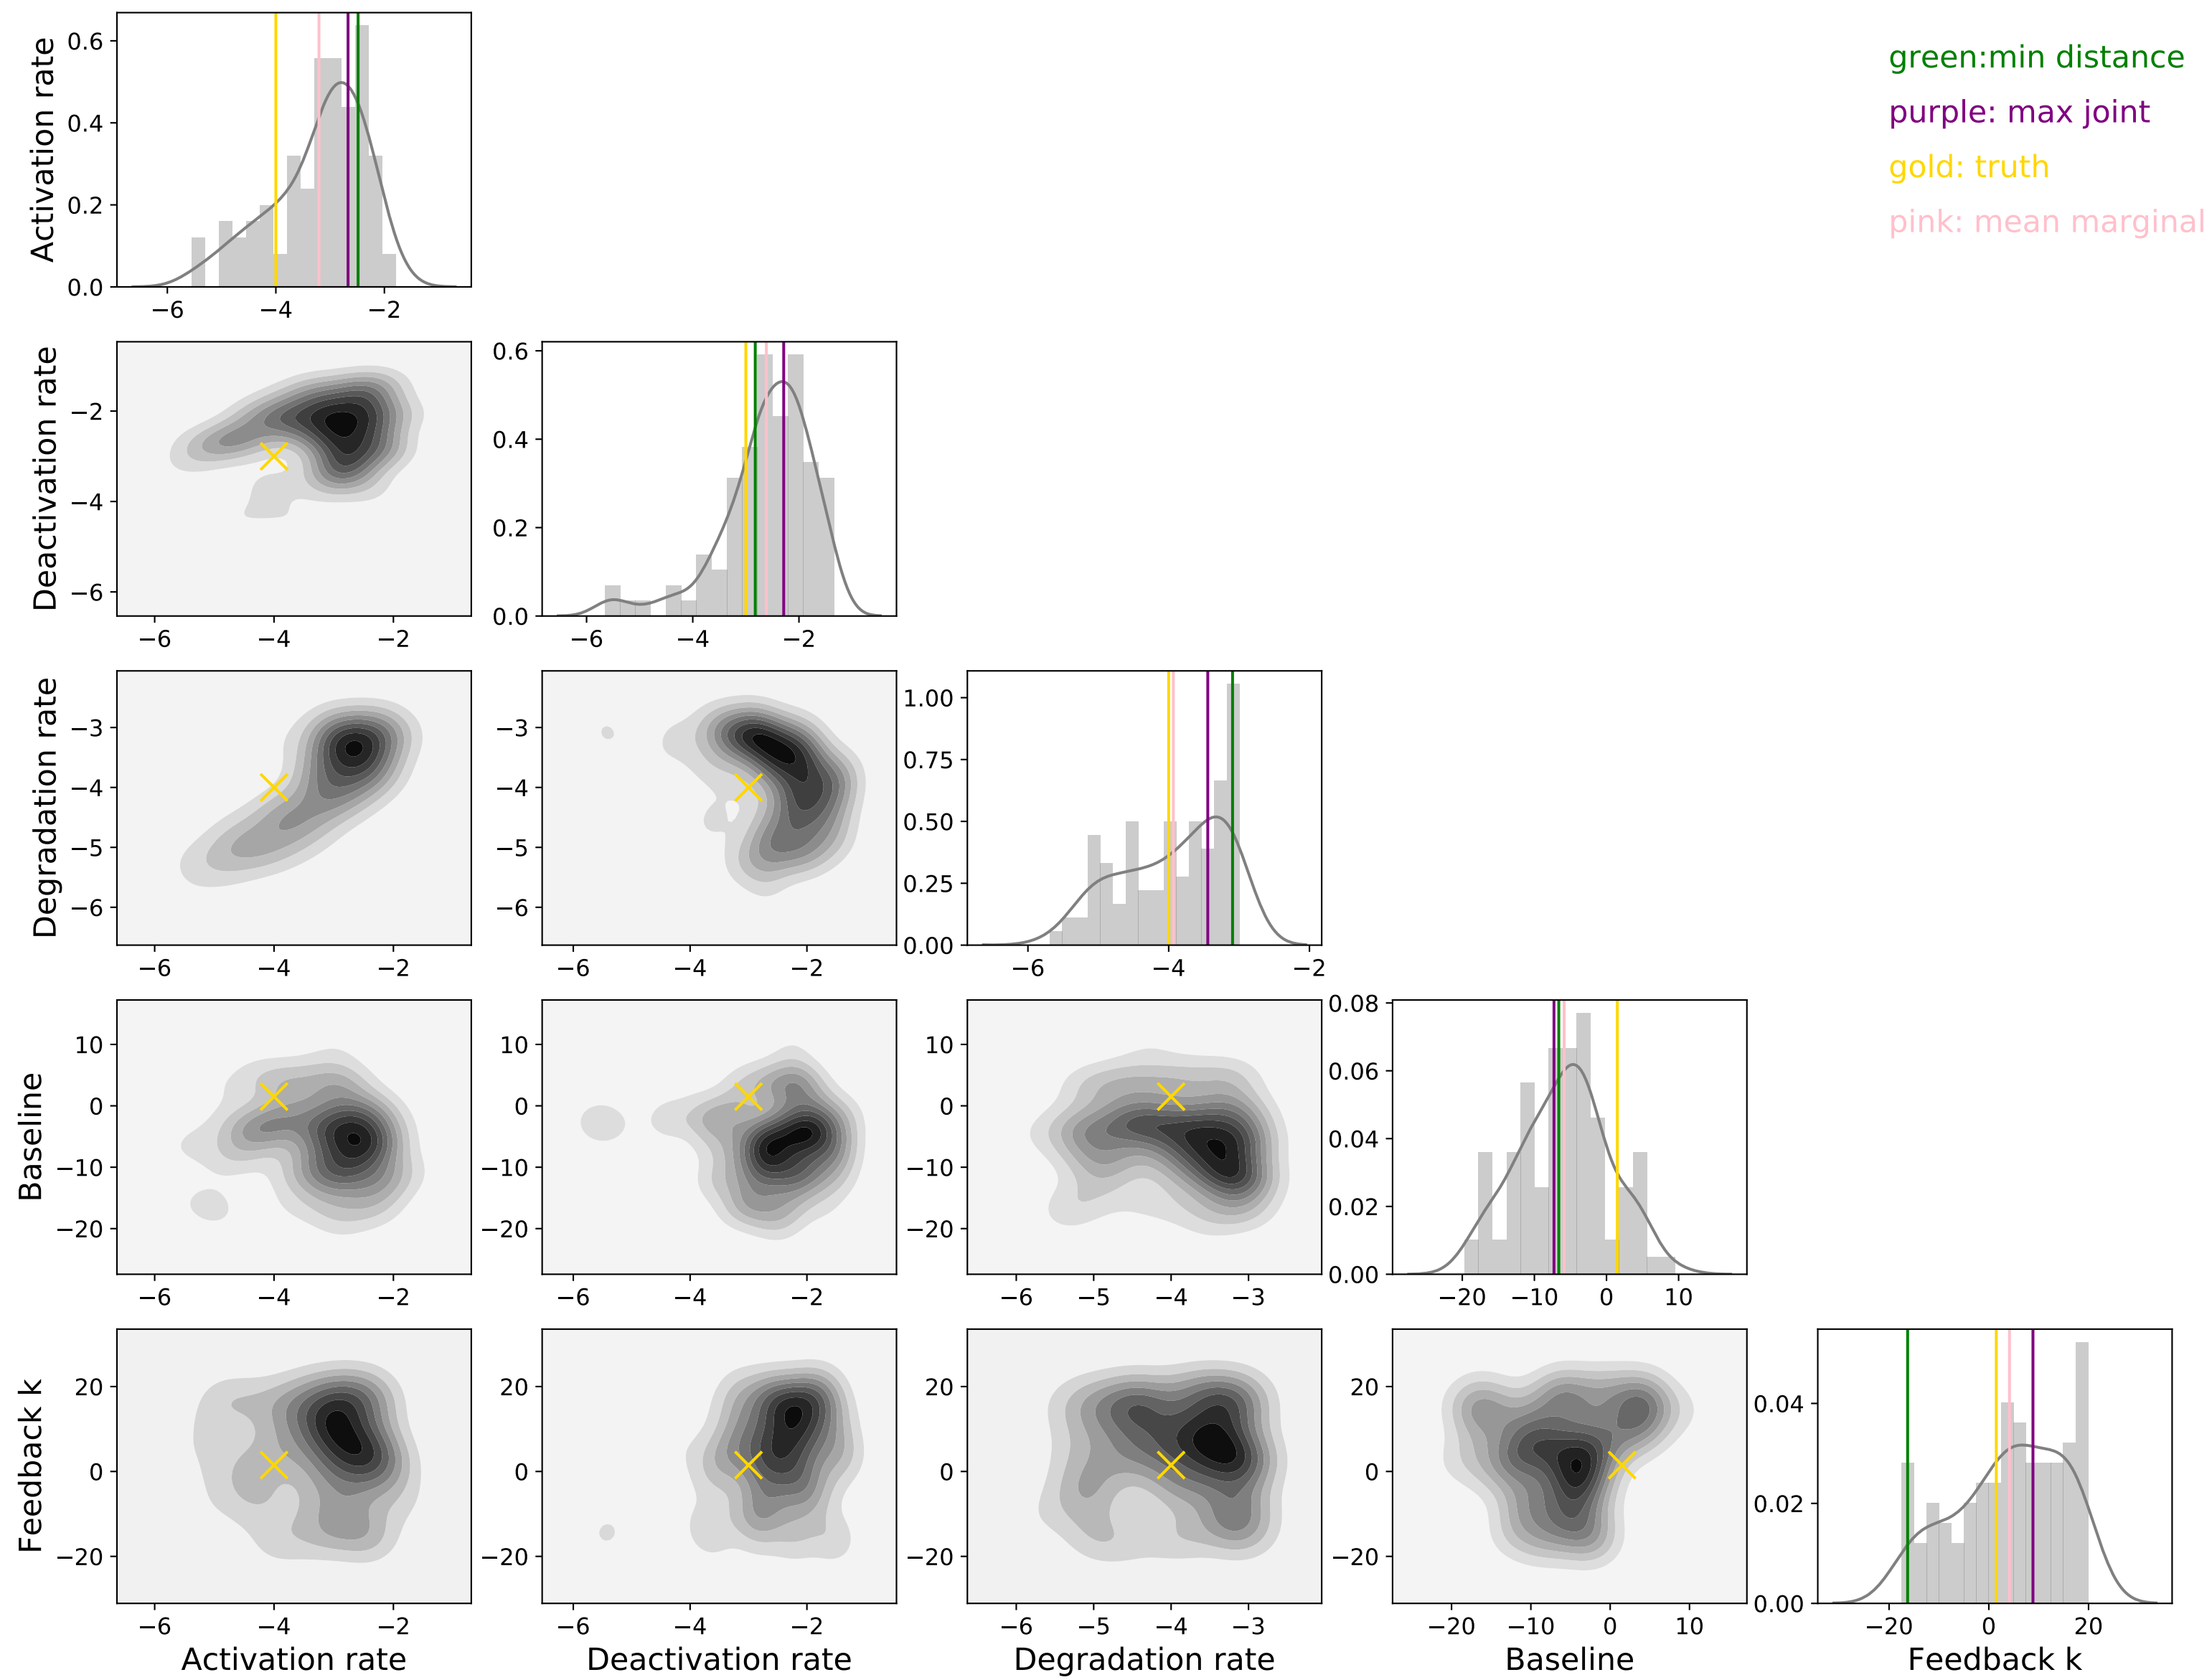 Activation rate
0.6
0.4
0.2
0.0
−6 −4 −2
green:min distance
purple: max joint
gold: truth
pink: mean marginal
Deactivation rate
−2
−4
−6
−6 −4 −2
0.6
0.4
0.2
0.0
−6 −4 −2
Degradation rate
−3
−4
−5
−6
−6 −4 −2
−3
−4
−5
−6
−6 −4 −2
1.00
0.75
0.50
0.25
0.00
−6 −4 −2
Baseline
10
0
−10
−20
−6 −4 −2
10
0
−10
−20
−6 −4 −2
10
0
−10
−20
−6 −5 −4 −3
0.08
0.06
0.04
0.02
0.00
−20 −10 0 10
Feedback k
20
0
−20
−6 −4 −2
Activation rate
20
0
−20
−6 −4 −2
Deactivation rate
20
0
−20
−6 −5 −4 −3
Degradation rate
20
0
−20
−20 −10 0 10
Baseline
0.04
0.02
0.00
−20 0 20
Feedback k